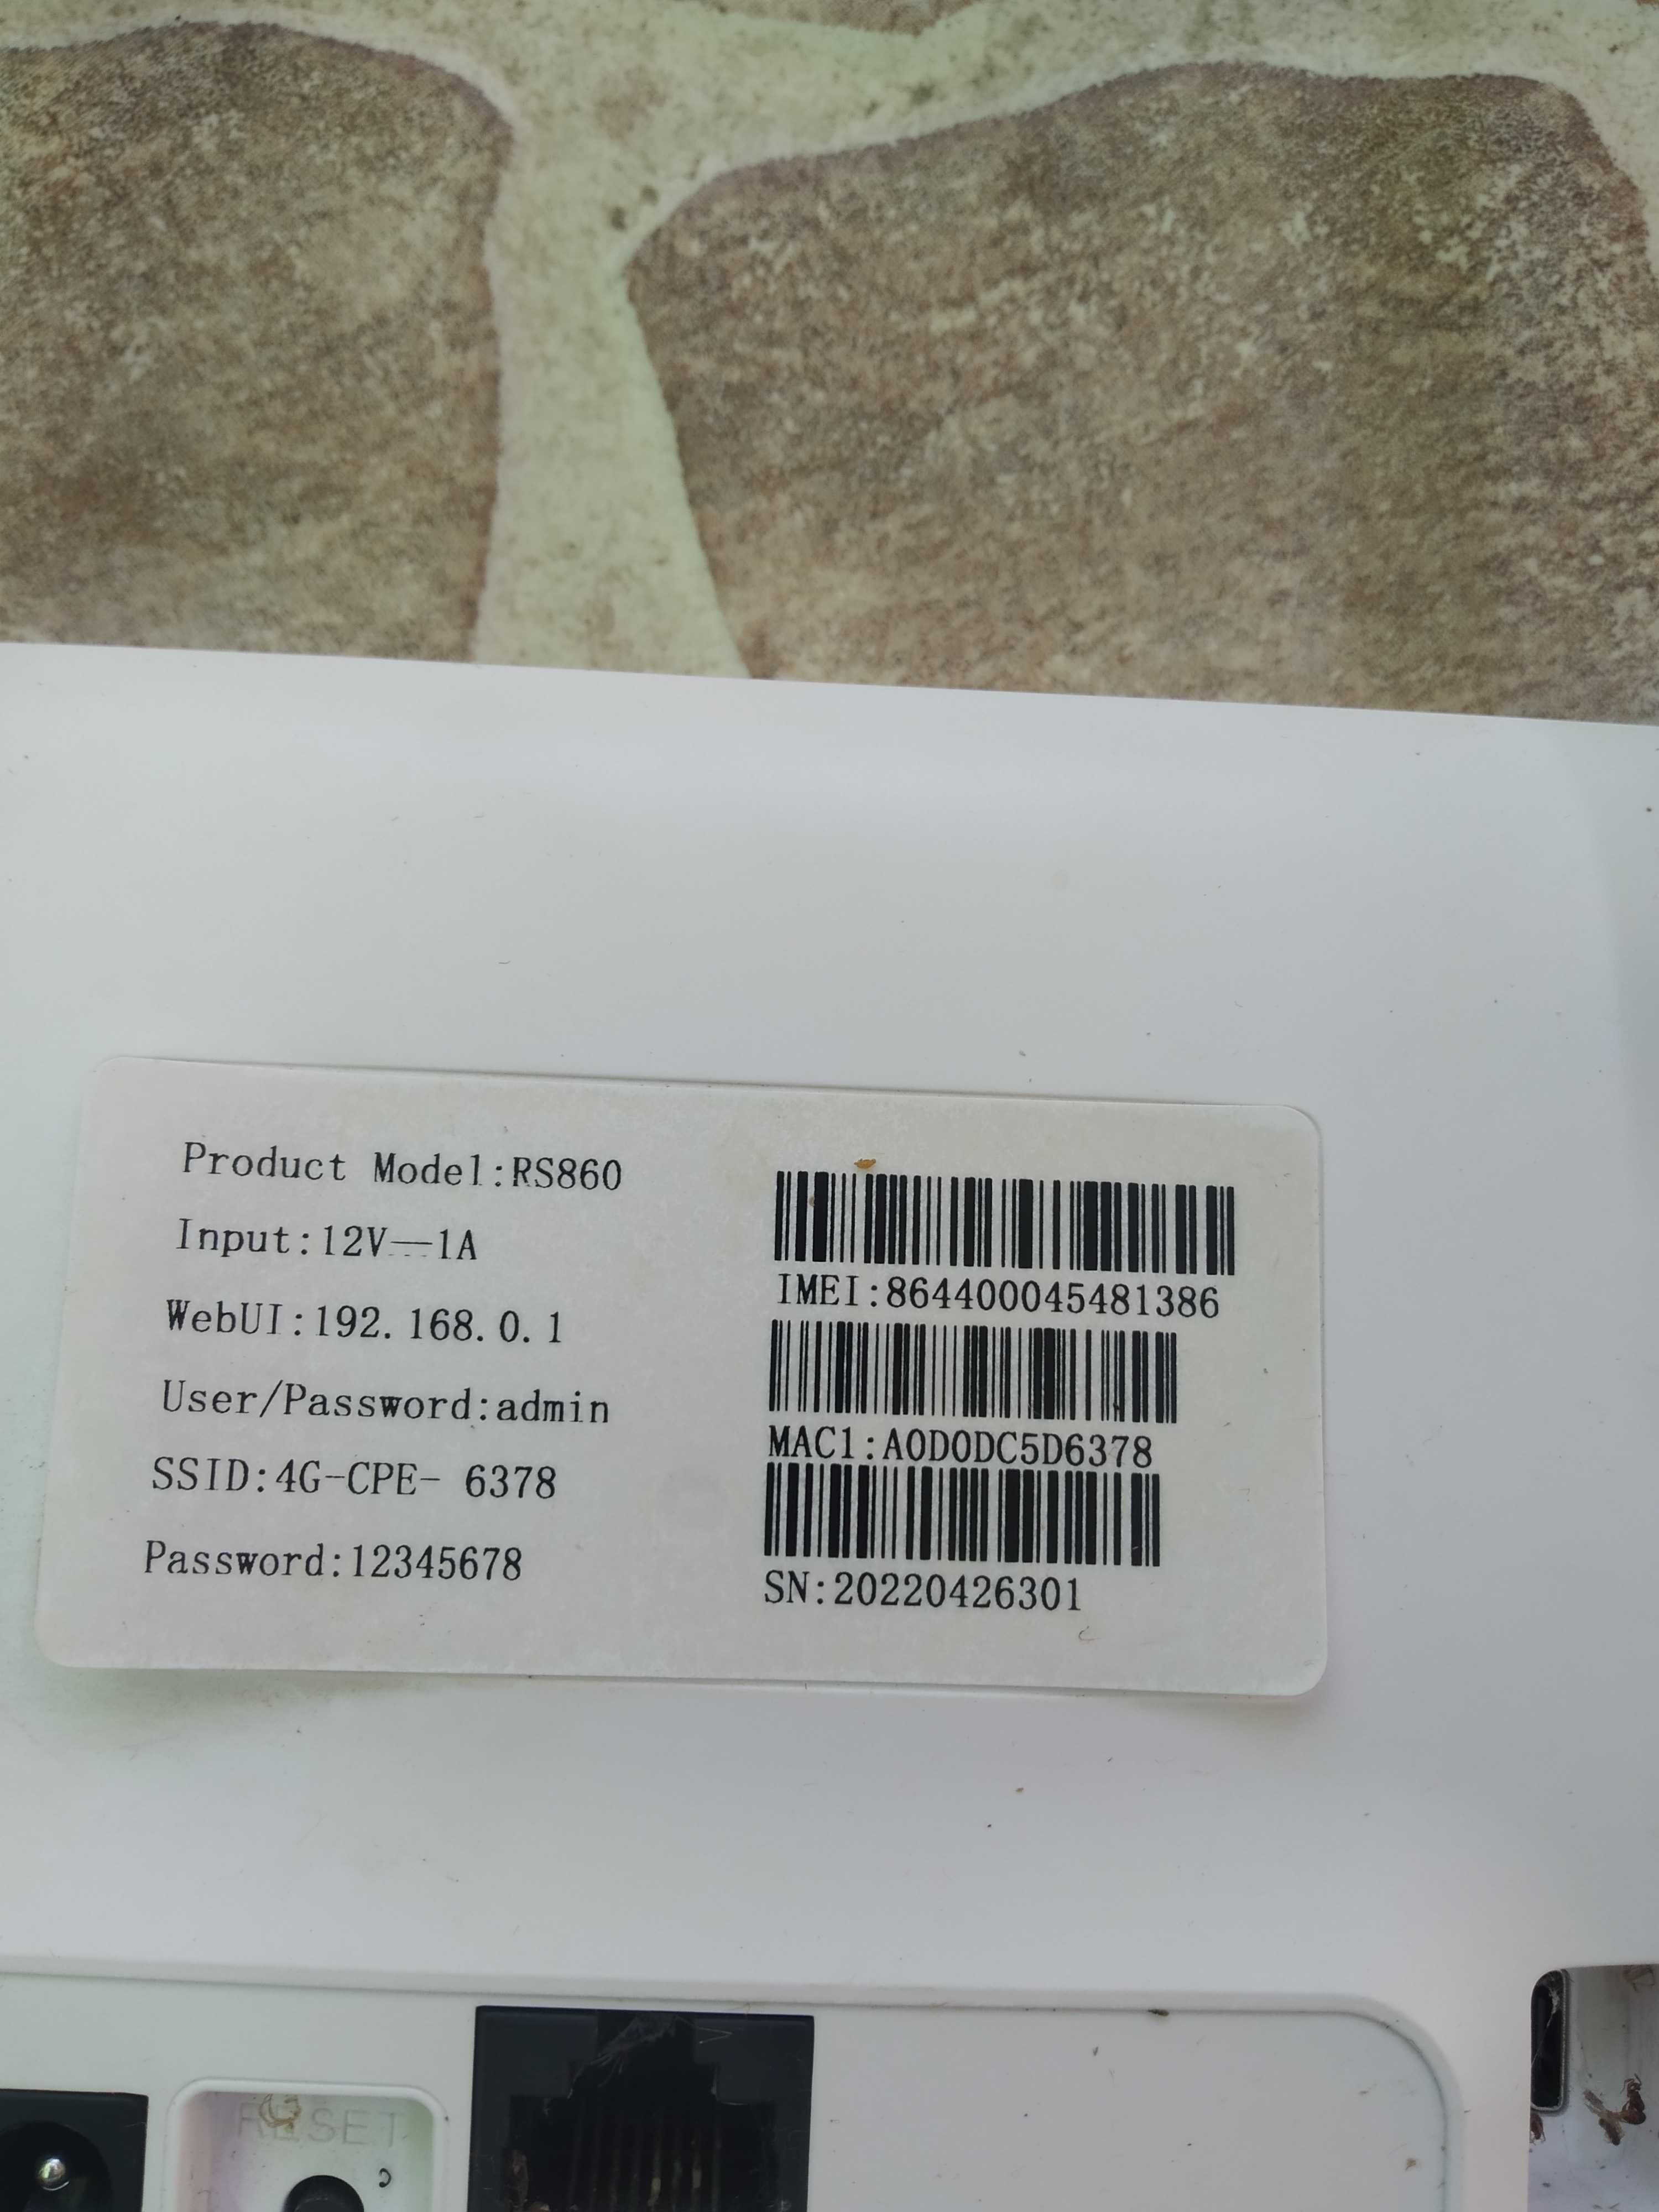 Product Model:RS860
Input:12V⎓1A
WebUI:192.168.0.1
User/Password:admin
SSID:4G-CPE- 6378
Password:12345678
IMEI:864400045481386
MAC1:A0D0DC5D6378
SN:20220426301
RESET